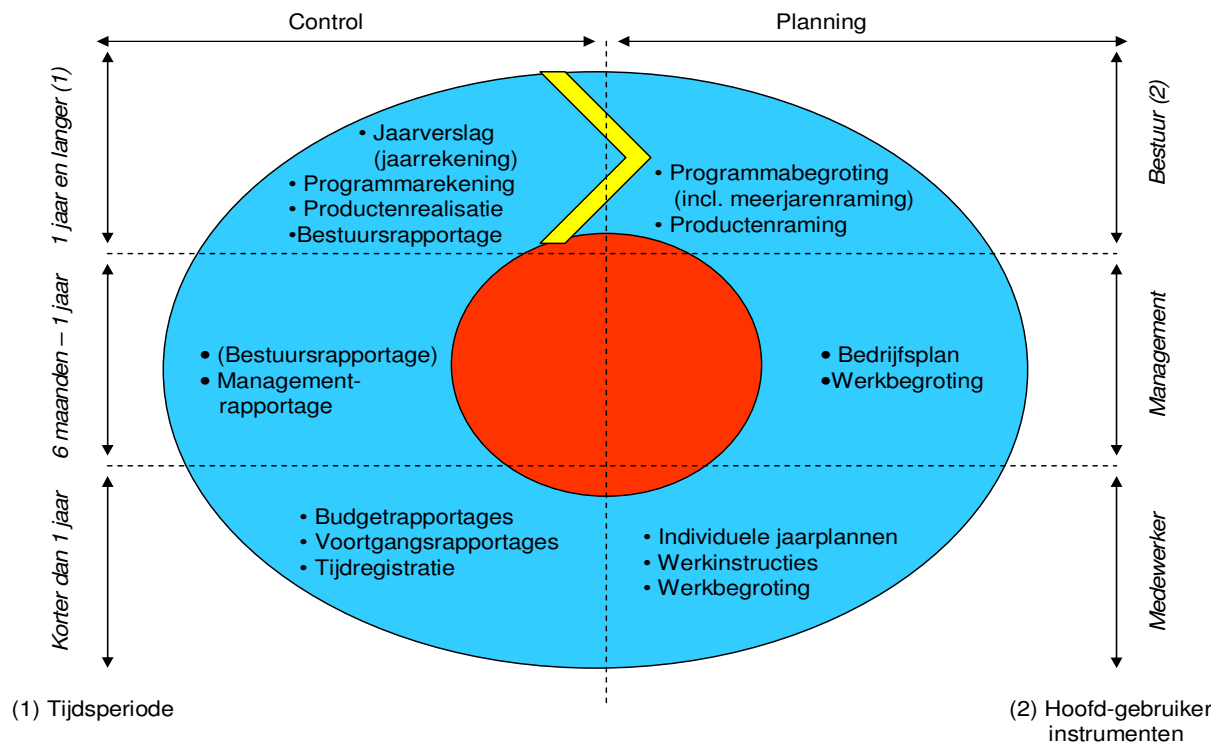 Control
Planning
1 jaar en langer (1)
Bestuur (2)
• Jaarverslag
(jaarrekening)
• Programmarekening
• Productenrealisatie
•Bestuursrapportage
• Programmabegroting
(incl. meerjarenraming)
• Productenraming
6 maanden – 1 jaar
Management
• (Bestuursrapportage)
• Management-
rapportage
• Bedrijfsplan
•Werkbegroting
Korter dan 1 jaar
Medewerker
• Budgetrapportages
• Voortgangsrapportages
• Tijdregistratie
• Individuele jaarplannen
• Werkinstructies
• Werkbegroting
(1) Tijdsperiode
(2) Hoofd-gebruiker
instrumenten